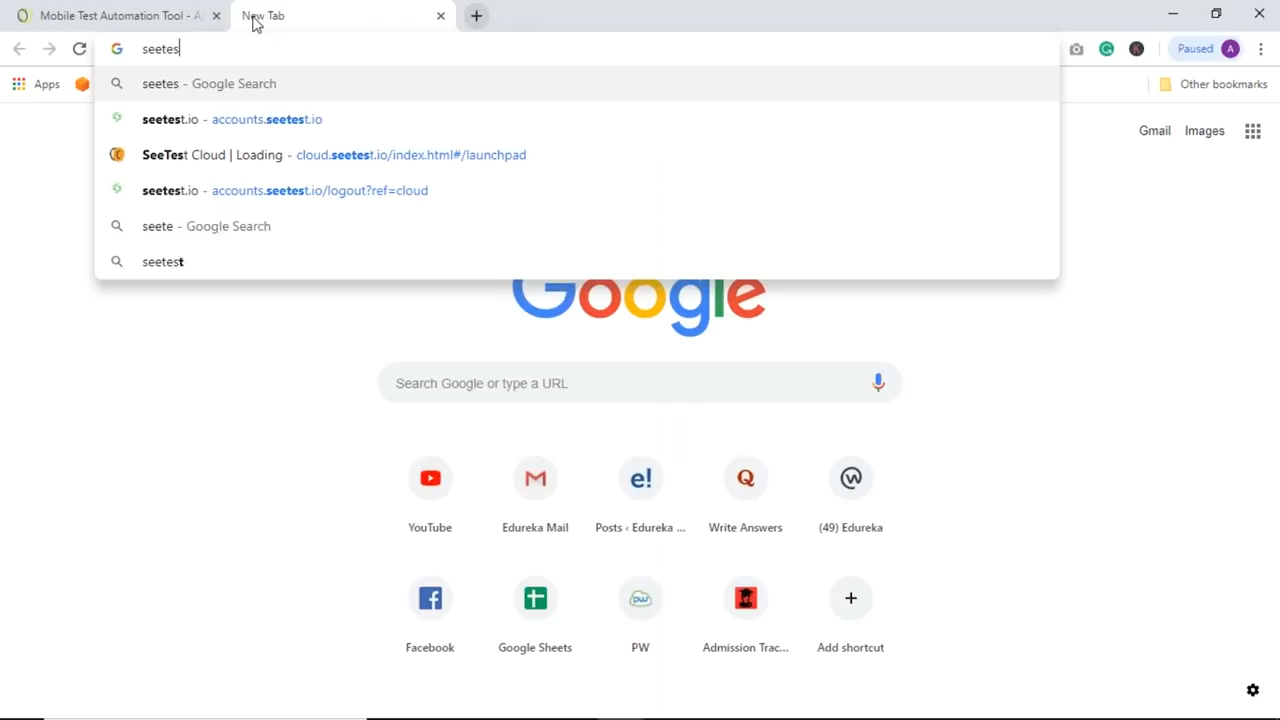 Mobile Test Automation Tool - A
New Tab
seetes
Paused A
Apps
Other bookmarks
seetes - Google Search
seetest.io - accounts.seetest.io
SeeTest Cloud | Loading - cloud.seetest.io/index.html#/launchpad
seetest.io - accounts.seetest.io/logout?ref=cloud
seete - Google Search
seetest
Gmail Images
Google
Search Google or type a URL
YouTube Edureka Mail Posts ‹ Edureka ... Write Answers (49) Edureka
Facebook Google Sheets PW Admission Trac... Add shortcut